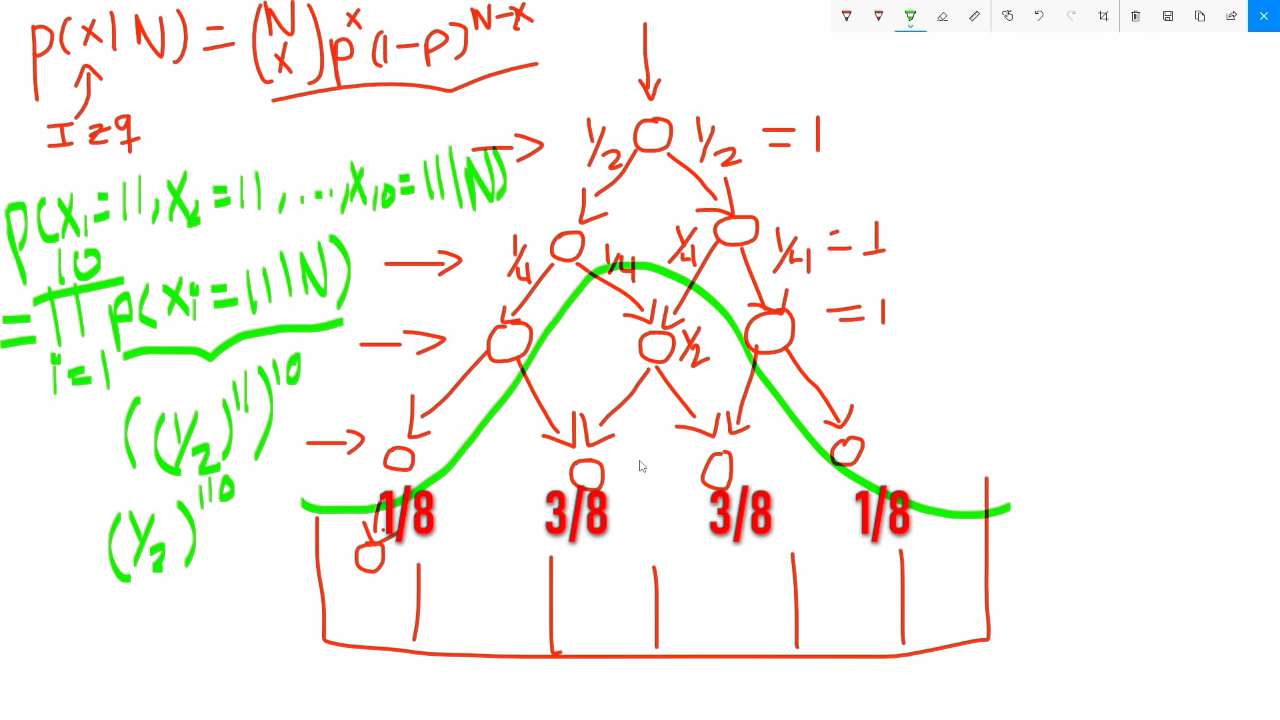 P(x|N) = (N x) p^x (1-p)^N-x
Izq
1/2 1/2 = 1
P(x₁=11, x₂=11, ..., x₁₀=11|N)
1/4 1/4 1/4 1/4 = 1
10
= ∏ P(xi=11|N)
i=1
1/2 = 1
((1/2)^11)^10
(1/2)^110
1/8 3/8 3/8 1/8